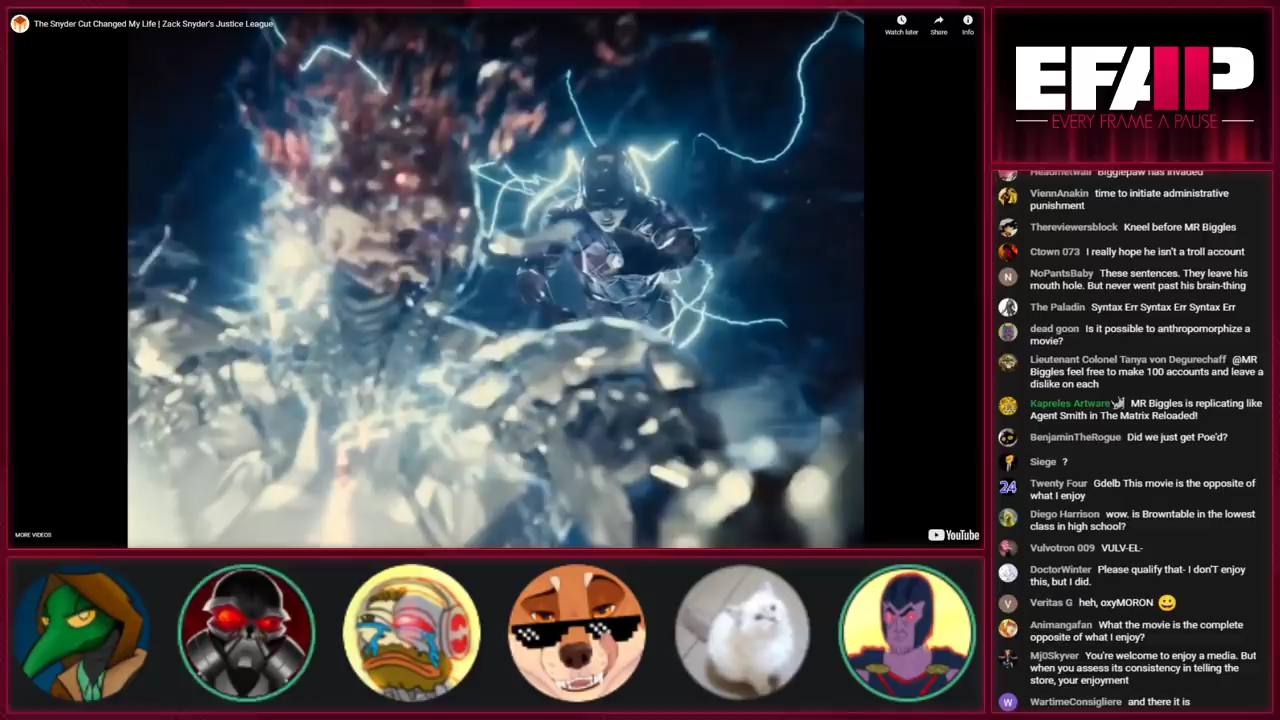 The Snyder Cut Changed My Life | Zack Snyder's Justice League
Watch later
Share
Info
MORE VIDEOS
YouTube
EFAP
EVERY FRAME A PAUSE
Bigglepaw has invaded
ViennAnakin time to initiate administrative
punishment
Thereviewersblock Kneel before MR Biggles
Ctown 073 I really hope he isn't a troll account
NoPantsBaby These sentences. They leave his
mouth hole. But never went past his brain-thing
The Paladin Syntax Err Syntax Err Syntax Err
dead goon Is it possible to anthropomorphize a
movie?
Lieutenant Colonel Tanya von Degurechaff @MR
Biggles feel free to make 100 accounts and leave a
dislike on each
Kapreles Artware MR Biggles is replicating like
Agent Smith in The Matrix Reloaded!
BenjaminTheRogue Did we just get Poe'd?
Siege ?
24
Twenty Four Gdelb This movie is the opposite of
what I enjoy
Diego Harrison wow. is Browntable in the lowest
class in high school?
Vulvotron 009 VULV-EL-
DoctorWinter Please qualify that- I don'T enjoy
this, but I did.
Veritas G heh, oxyMORON 😀
Animangafan What the movie is the complete
opposite of what I enjoy?
Mj0Skyver You're welcome to enjoy a media. But
when you assess its consistency in telling the
store, your enjoyment
WartimeConsigliere and there it is